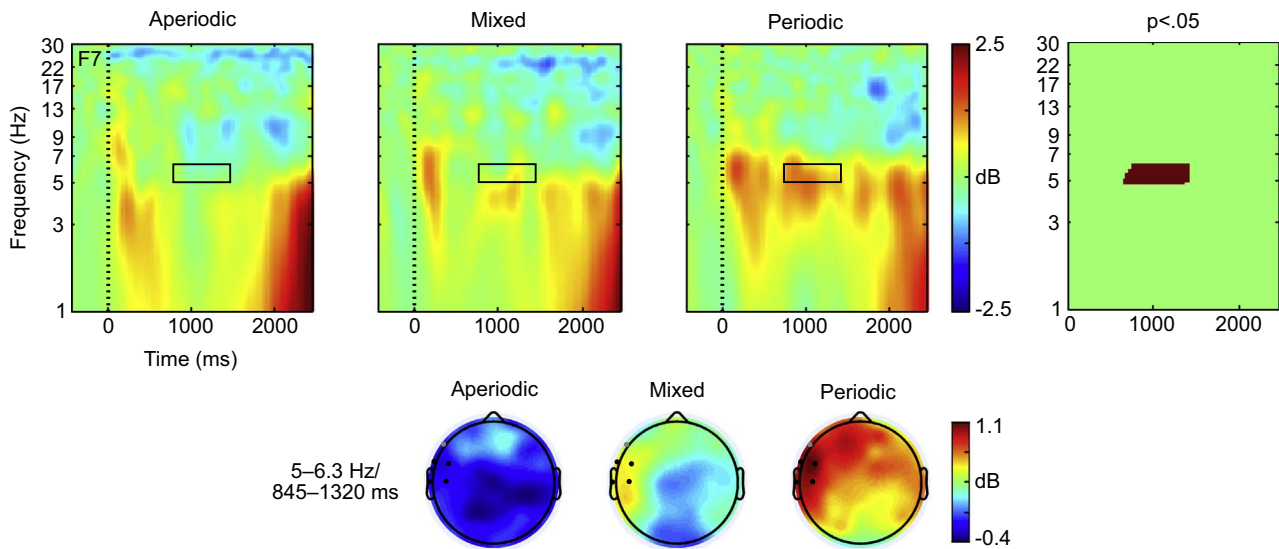 Aperiodic
Mixed
Periodic
p<.05
F7
Frequency (Hz)
30
22
17
13
9
7
5
3
1
0 1000 2000
0 1000 2000
0 1000 2000
2.5
dB
-2.5
30
22
17
13
9
7
5
3
1
0 1000 2000
Time (ms)
Aperiodic
Mixed
Periodic
5–6.3 Hz/
845–1320 ms
1.1
dB
-0.4